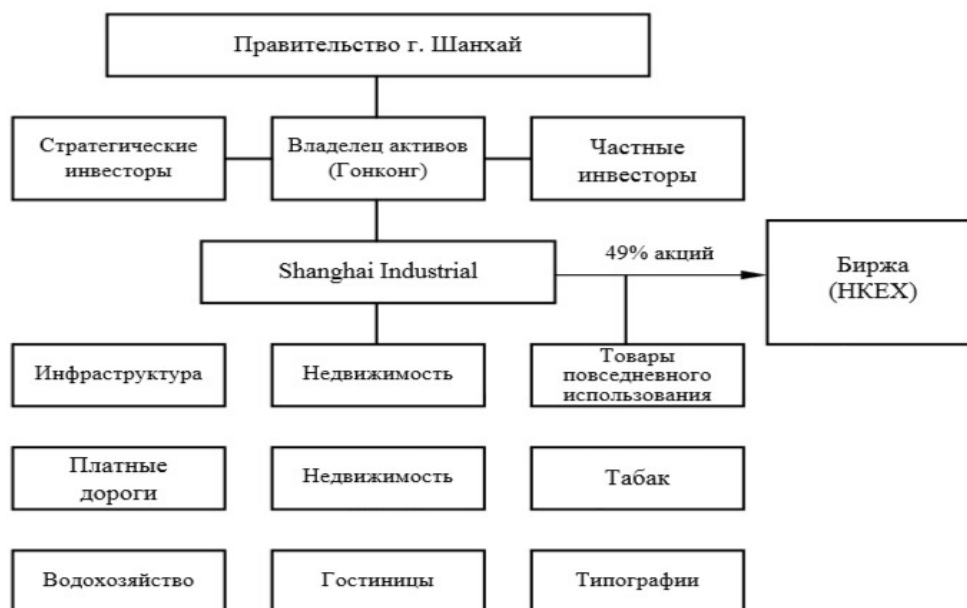 Правительство г. Шанхай
Стратегические
инвесторы
Владелец активов
(Гонконг)
Частные
инвесторы
Shanghai Industrial
49% акций
Биржа
(HKEX)
Инфраструктура
Недвижимость
Товары
повседневного
использования
Платные
дороги
Недвижимость
Табак
Водохозяйство
Гостиницы
Типографии